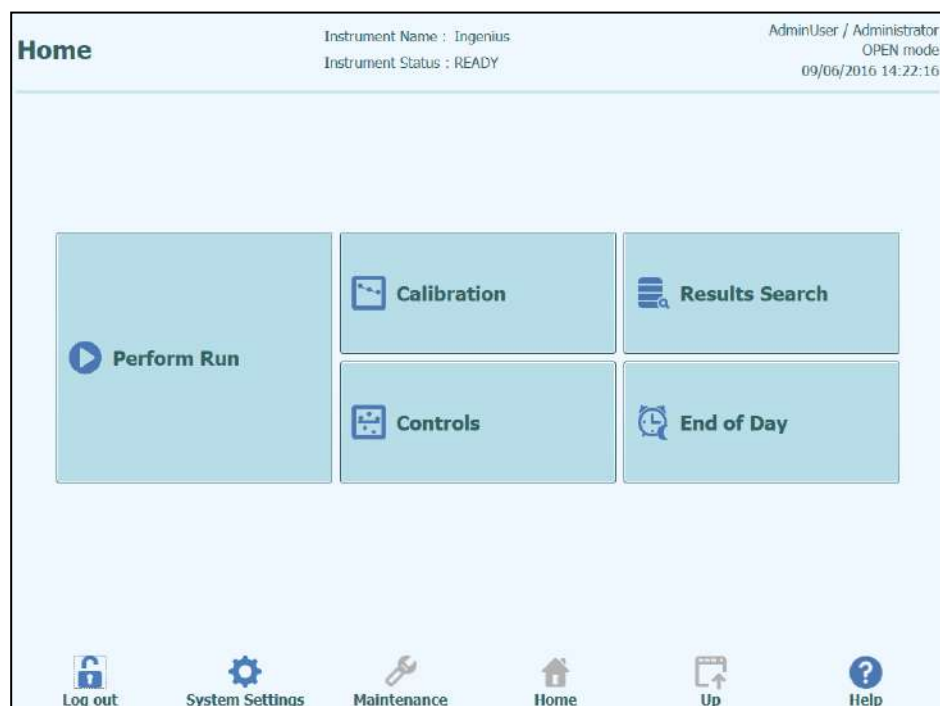 Home
Instrument Name : Ingenius
Instrument Status : READY
AdminUser / Administrator
OPEN mode
09/06/2016 14:22:16
Perform Run
Calibration
Results Search
Controls
End of Day
Log out
System Settings
Maintenance
Home
Up
Help